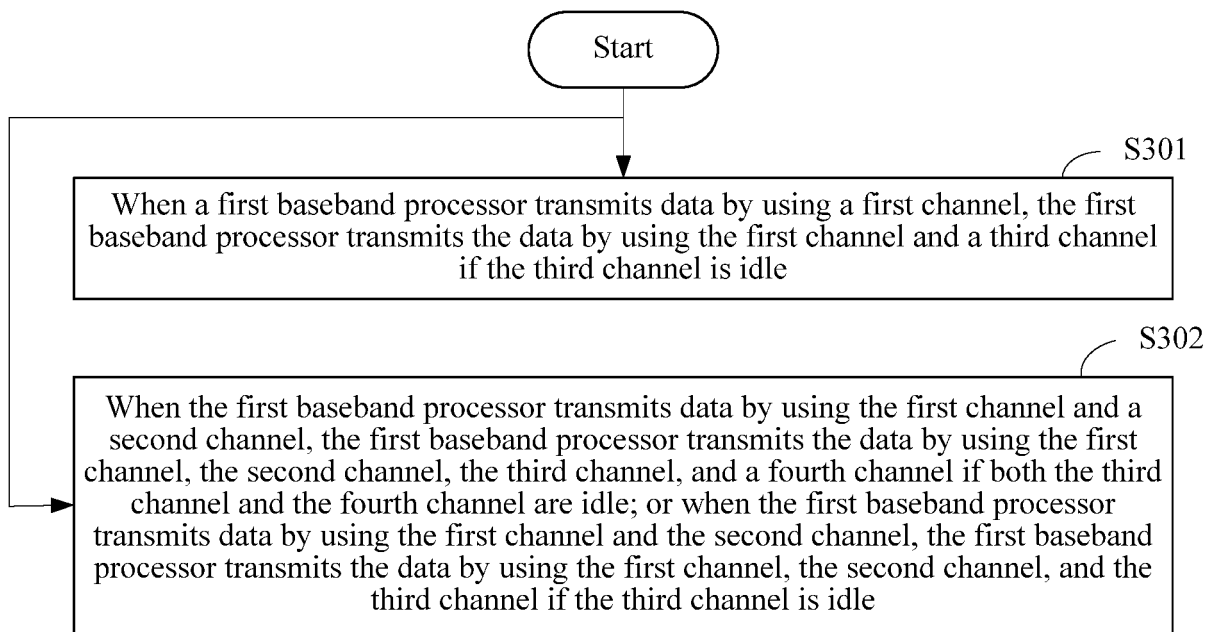 Start
S301
When a first baseband processor transmits data by using a first channel, the first
baseband processor transmits the data by using the first channel and a third channel
if the third channel is idle
S302
When the first baseband processor transmits data by using the first channel and a
second channel, the first baseband processor transmits the data by using the first
channel, the second channel, the third channel, and a fourth channel if both the third
channel and the fourth channel are idle; or when the first baseband processor
transmits data by using the first channel and the second channel, the first baseband
processor transmits the data by using the first channel, the second channel, and the
third channel if the third channel is idle